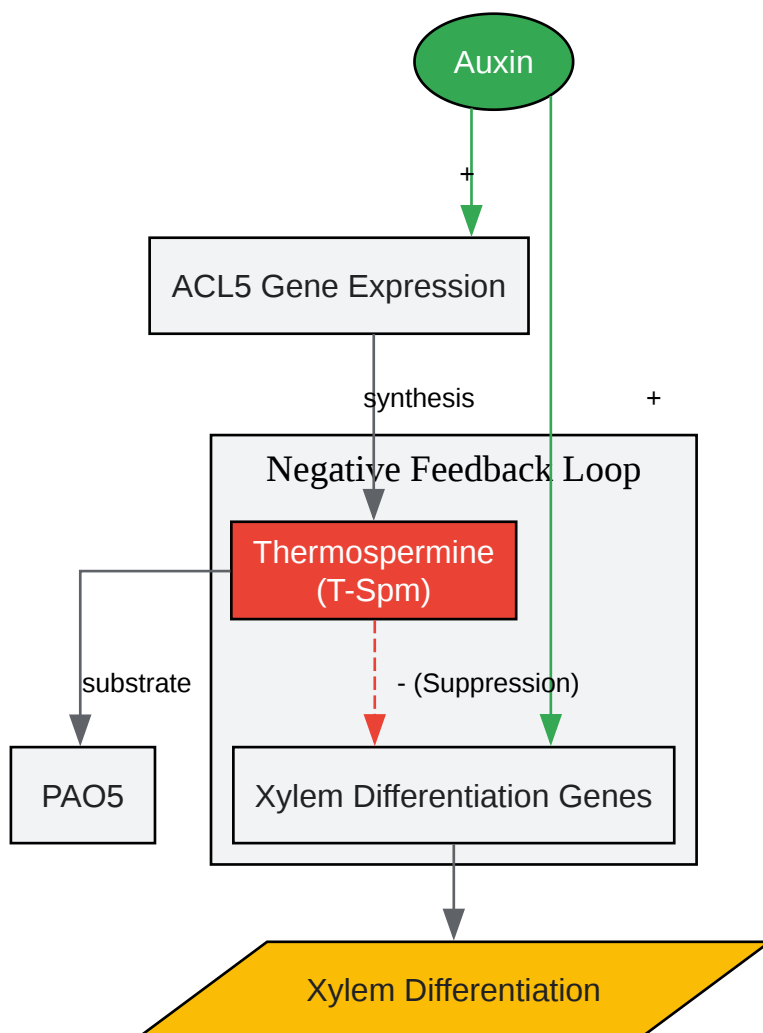 Auxin
+
ACL5 Gene Expression
synthesis
+
Negative Feedback Loop
Thermospermine
(T-Spm)
substrate
- (Suppression)
PAO5
Xylem Differentiation Genes
Xylem Differentiation